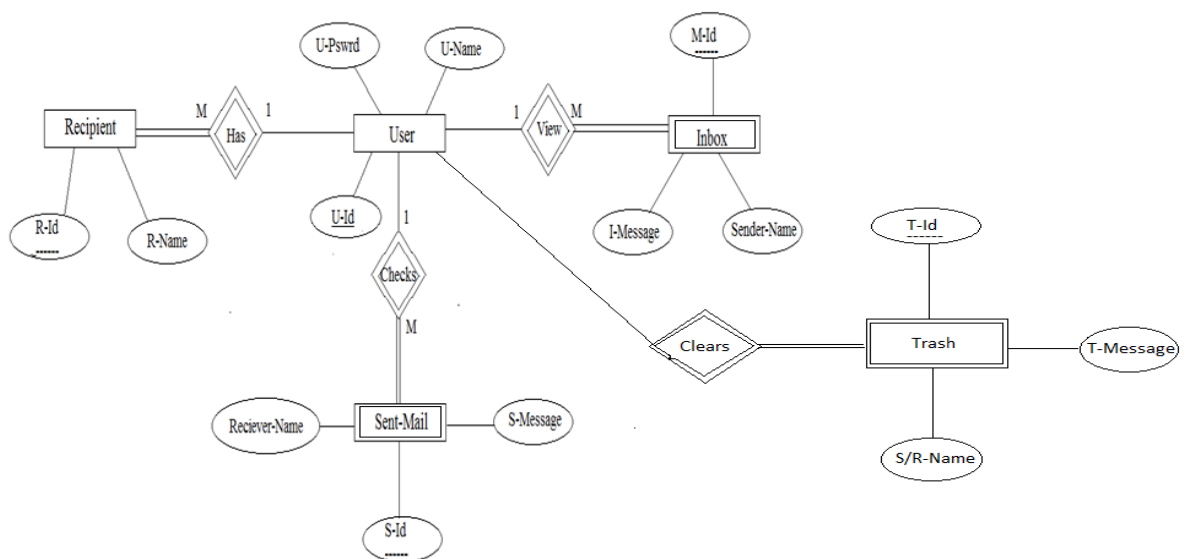 M-Id
U-Pswrd
U-Name
M
1
1
M
Recipient
Has
User
View
Inbox
R-Id
R-Name
U-Id
I-Message
Sender-Name
T-Id
1
Checks
M
Clears
Trash
T-Message
Reciever-Name
Sent-Mail
S-Message
S/R-Name
S-Id